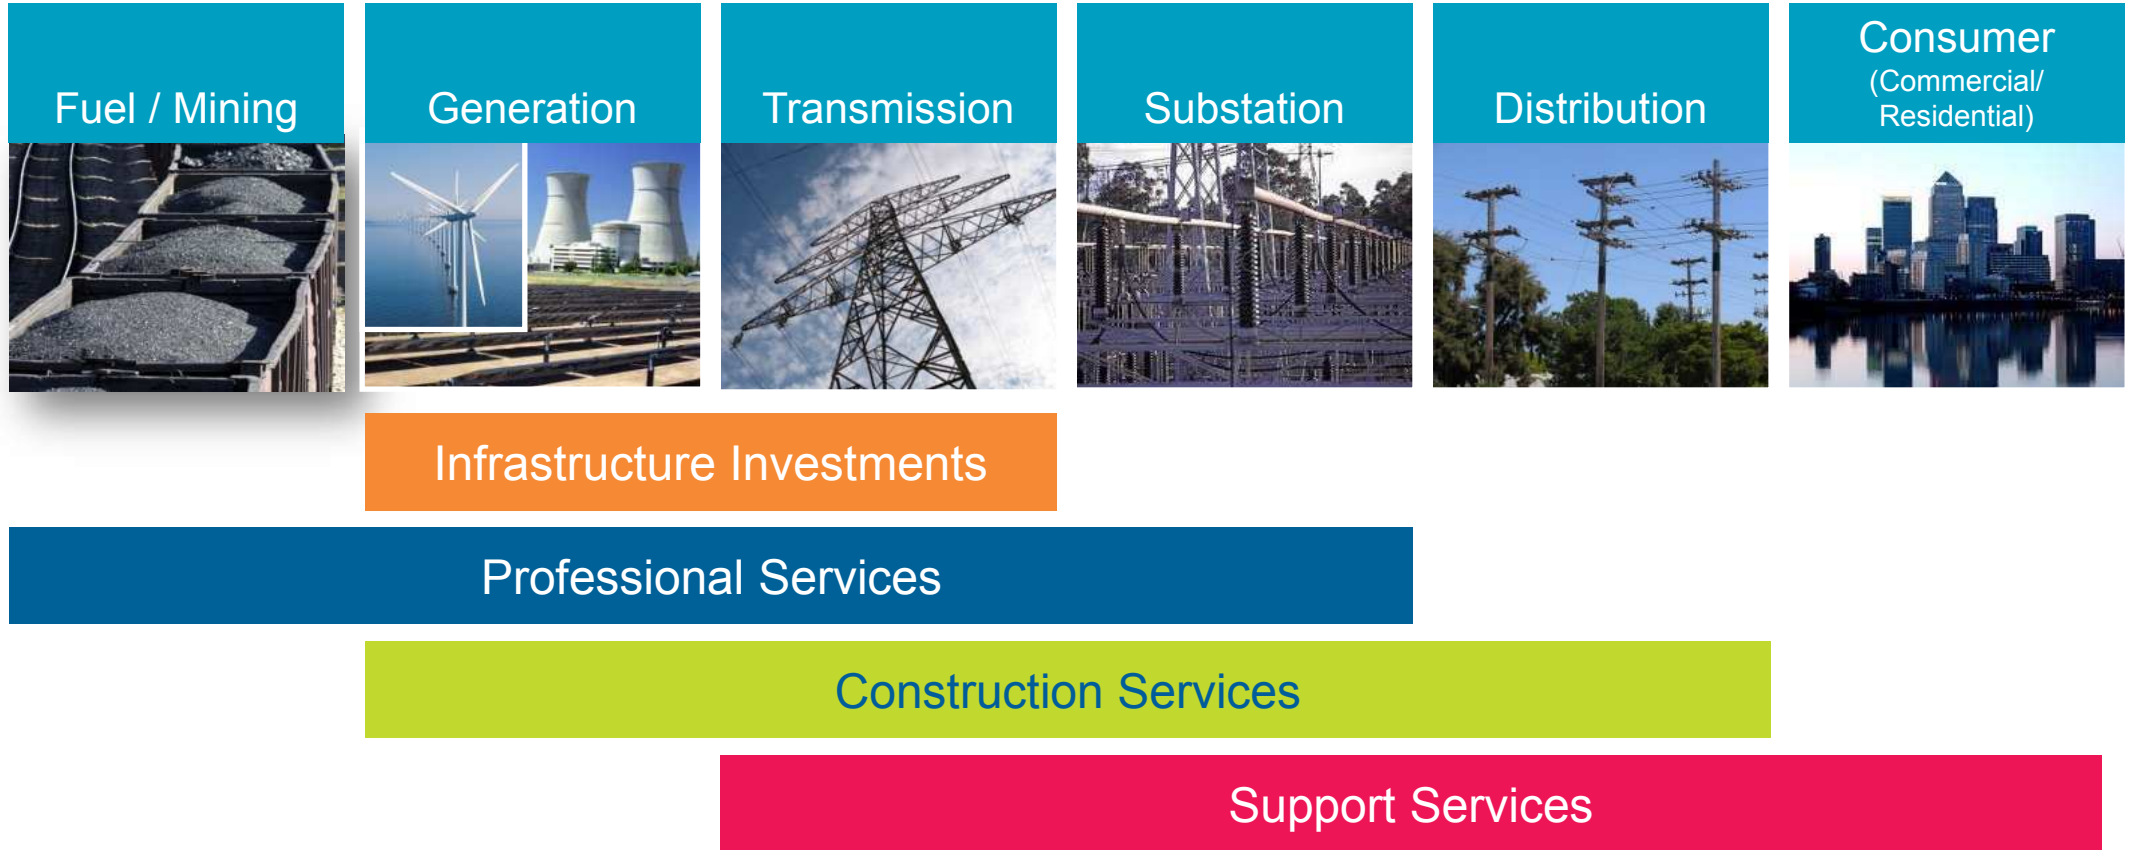 Fuel / Mining
Generation
Transmission
Substation
Distribution
Consumer
(Commercial/
Residential)
Infrastructure Investments
Professional Services
Construction Services
Support Services